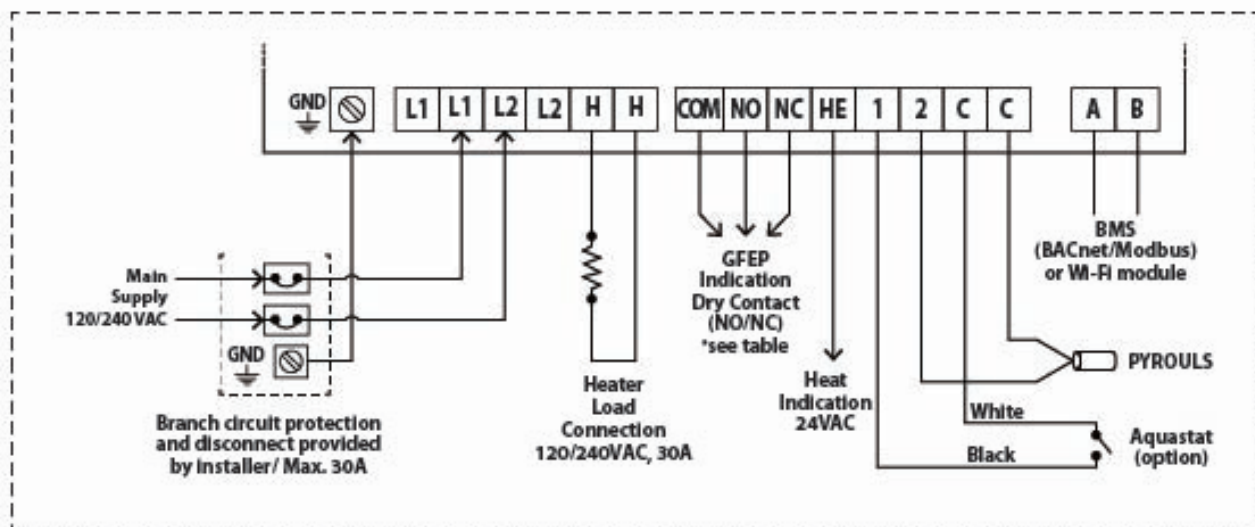 GND
L1 L1 L2 L2 H H COM NO NC HE 1 2 C C A B
Main
Supply
120/240 VAC
GND
Branch circuit protection
and disconnect provided
by installer/ Max. 30A
Heater
Load
Connection
120/240VAC, 30A
GFEP
Indication
Dry Contact
(NO/NC)
*see table
Heat
Indication
24VAC
BMS
(BACnet/Modbus)
or Wi-Fi module
PYROULS
White
Black
Aquastat
(option)